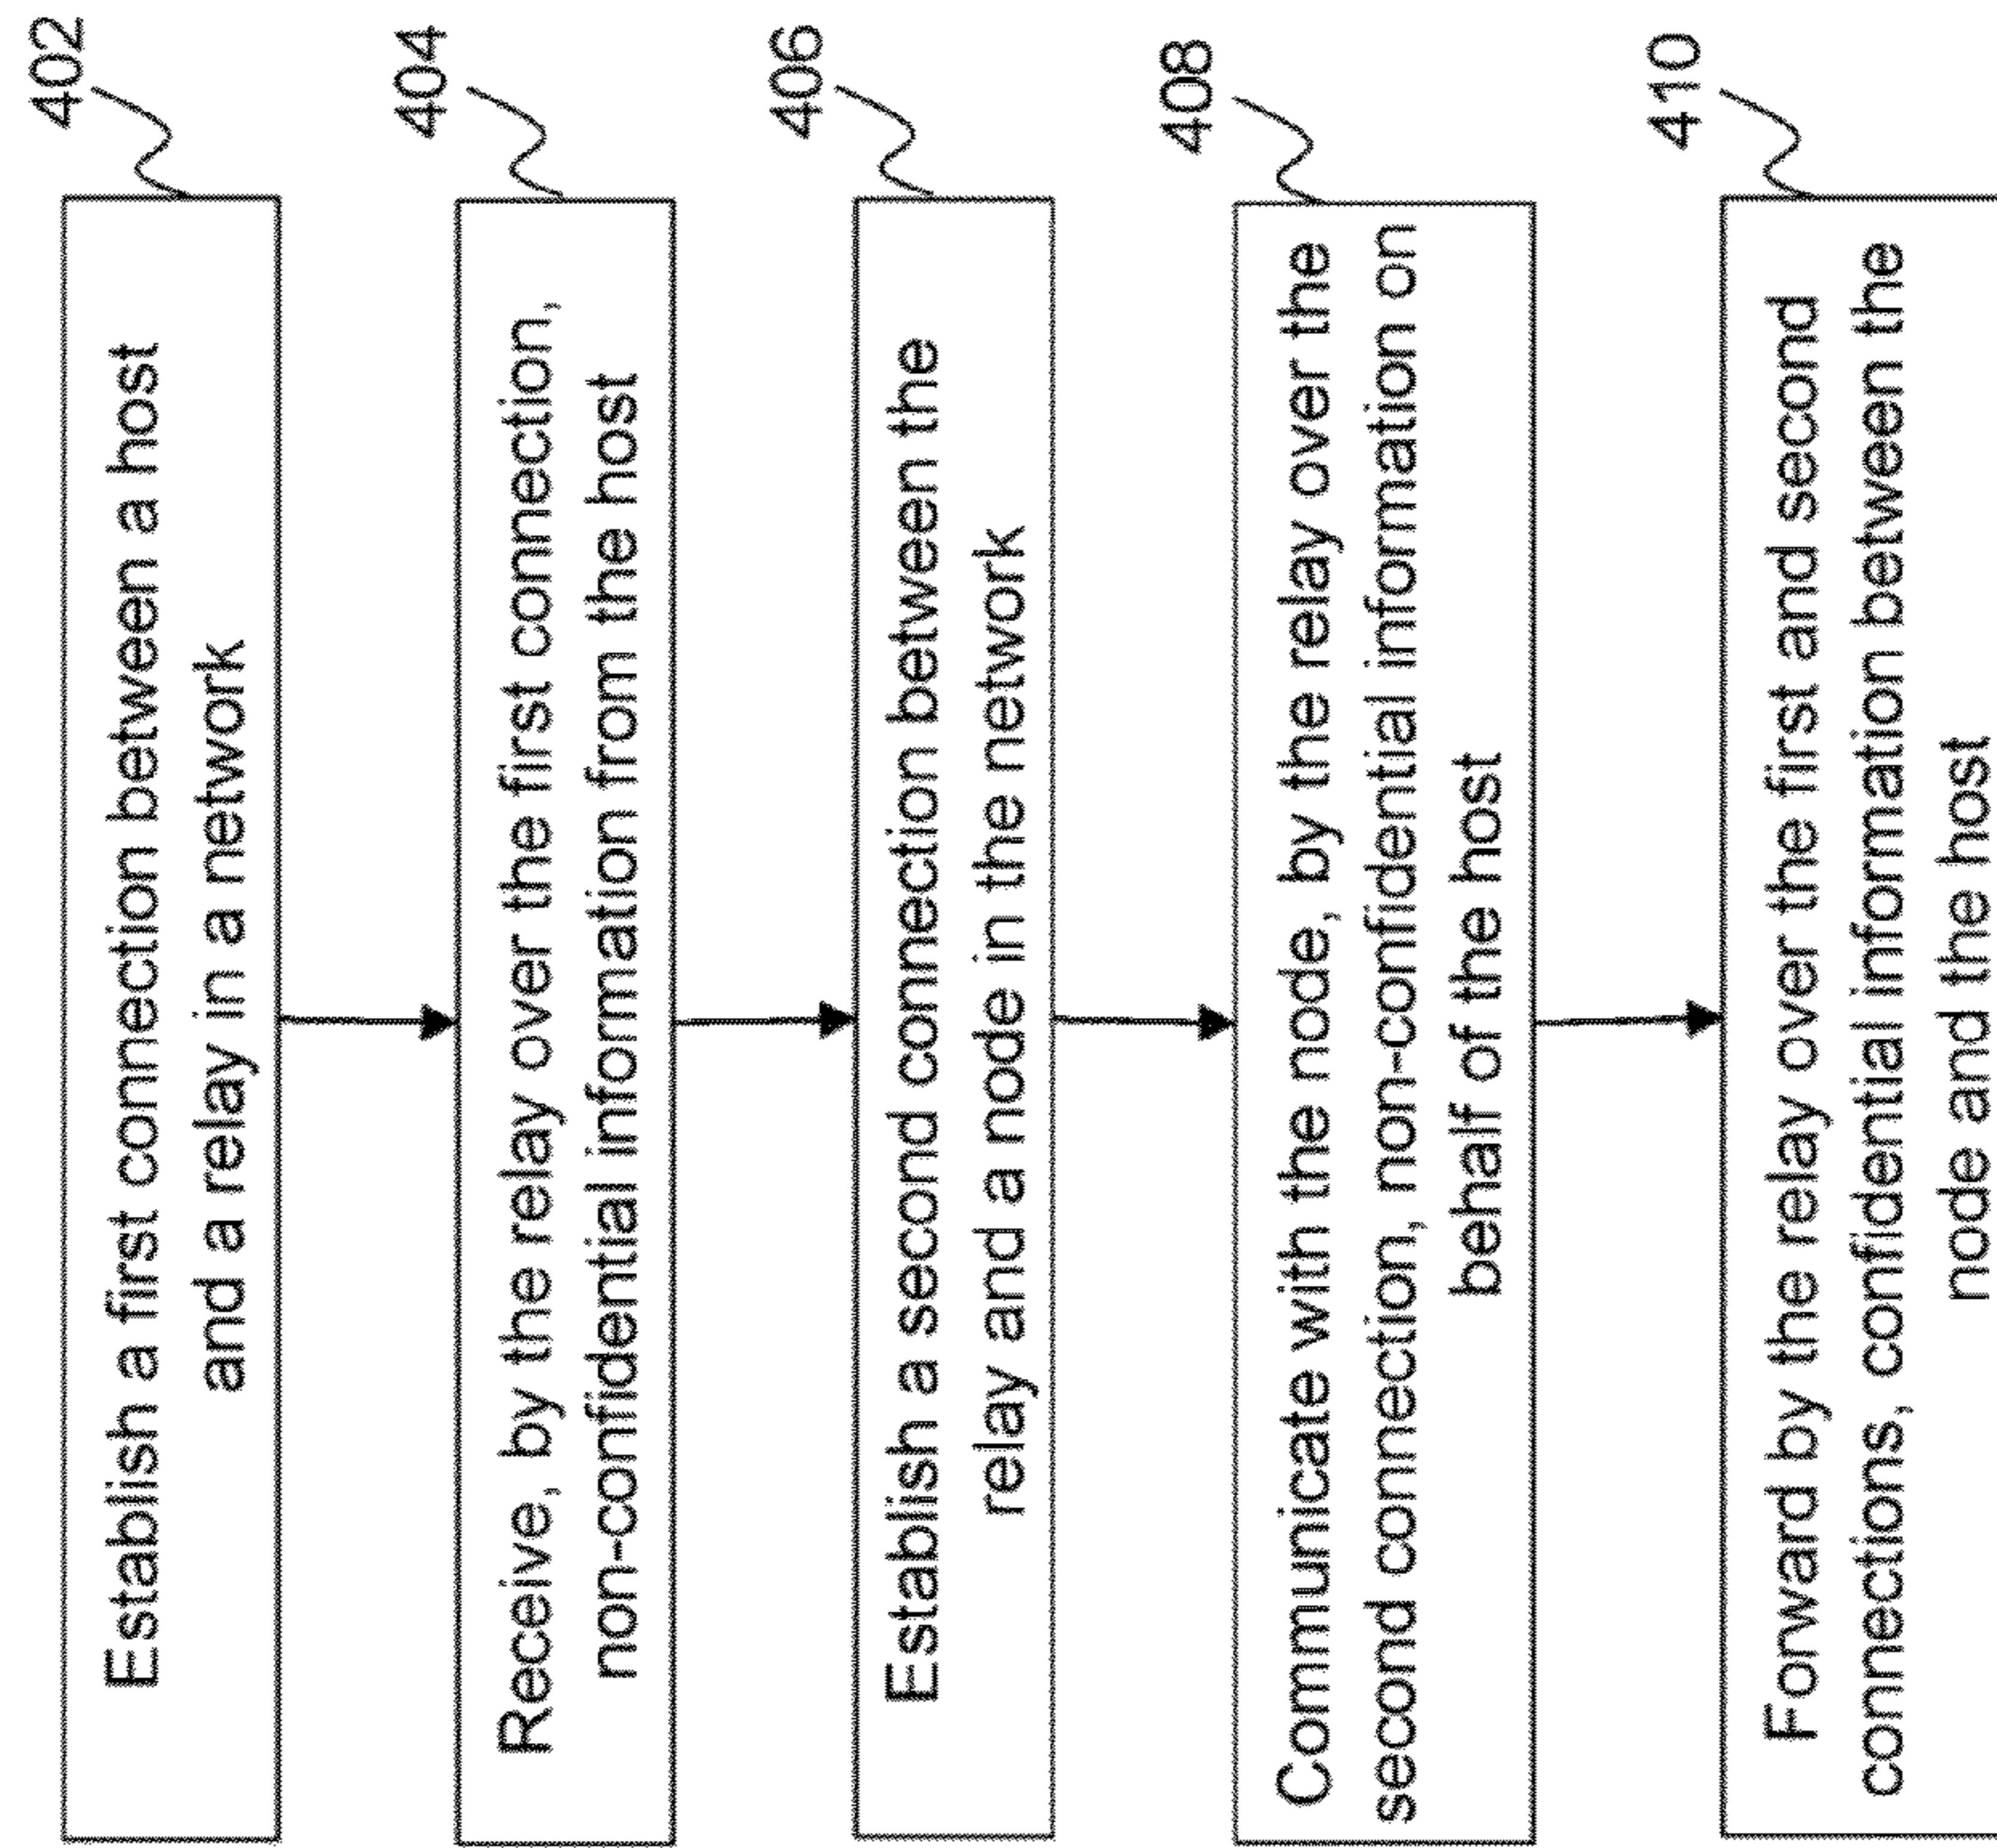 402
Establish a first connection between a host
and a relay in a network
404
Receive, by the relay over the first connection,
non-confidential information from the host
406
Establish a second connection between the
relay and a node in the network
408
Communicate with the node, by the relay over the
second connection, non-confidential information on
behalf of the host
410
Forward by the relay over the first and second
connections, confidential information between the
node and the host